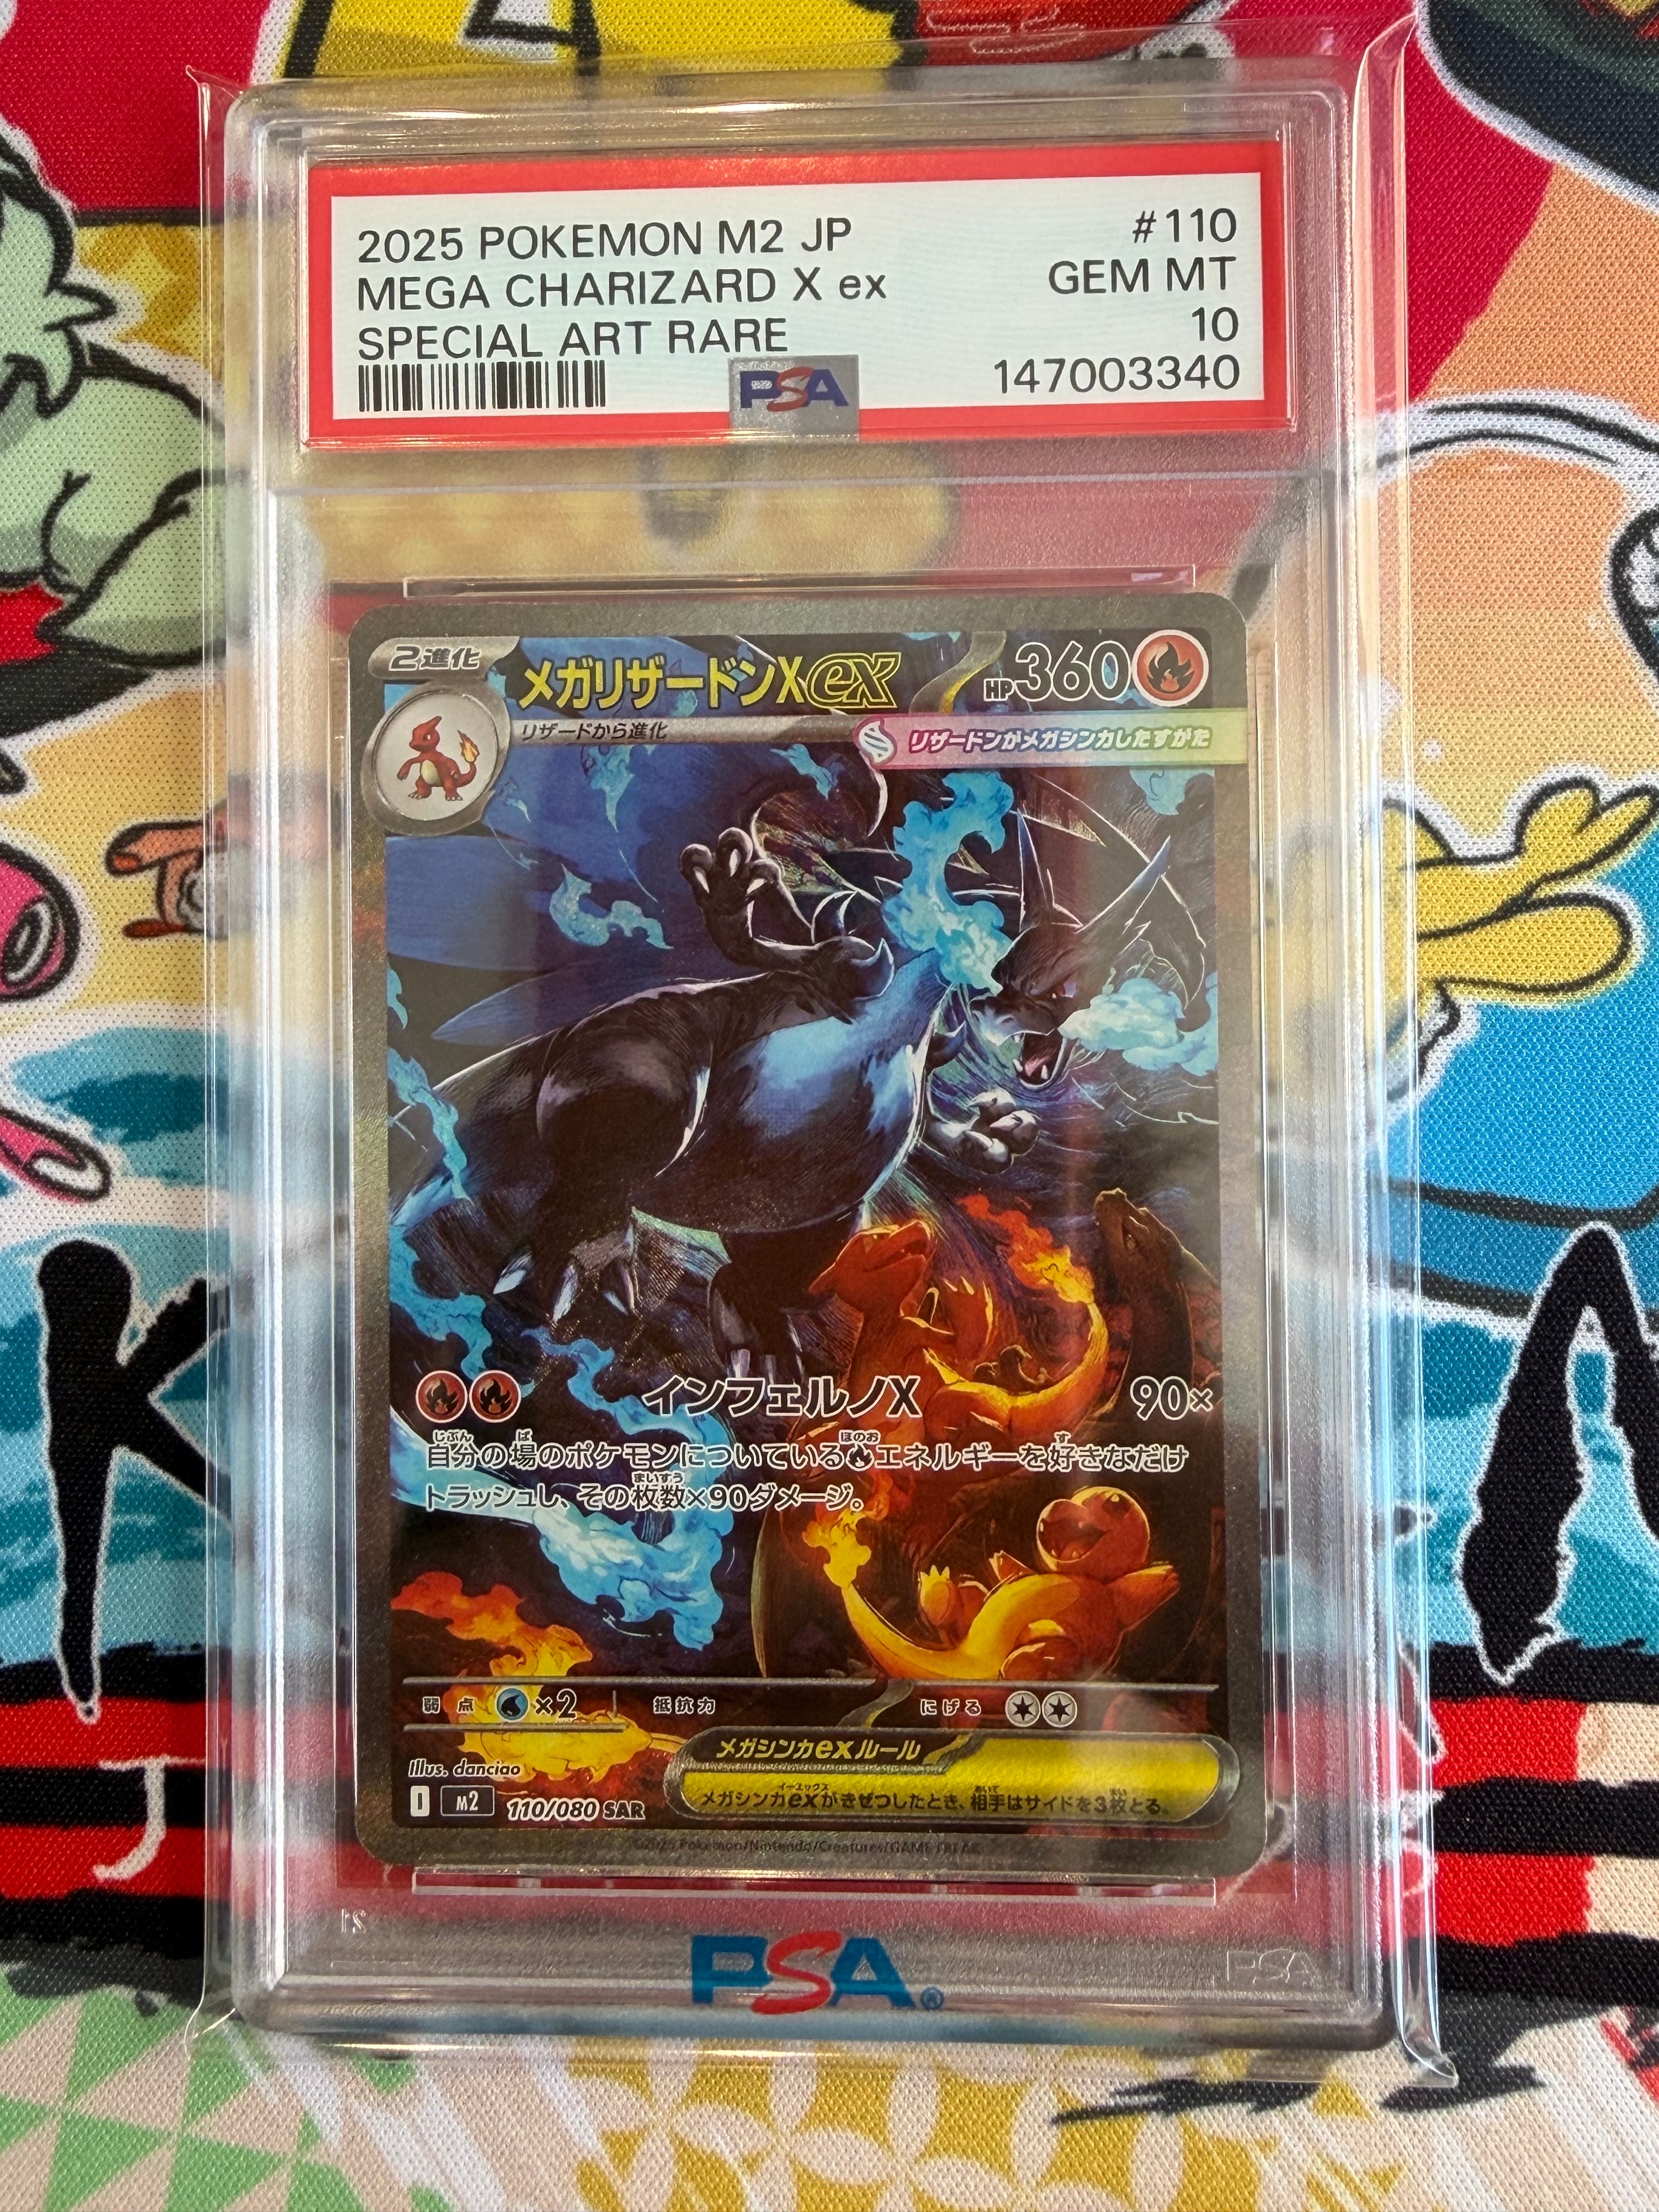 2025 POKEMON M2 JP #110
MEGA CHARIZARD X ex GEM MT
SPECIAL ART RARE 10
PSA 147003340
2進化 メガリザードンXex HP360
リザードから進化 リザードンがメガシンカしたすがた
インフェルノX 90×
自分の場のポケモンについているエネルギーを好きなだけ
トラッシュし、その枚数×90ダメージ。
弱点 ×2 抵抗力 にげる
メガシンカexルール
メガシンカexがきぜつしたとき、相手はサイドを3枚とる。
Illus. danciao
I M2 110/080 SAR
©2025 Pokémon/Nintendo/Creatures/GAME FREAK
PSA®
PSA
K
J